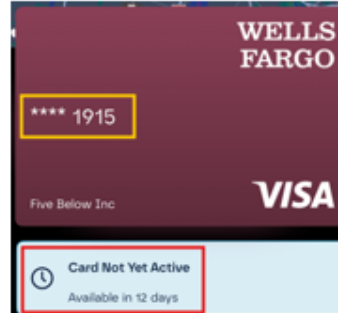 WELLS
FARGO
**** 1915
Five Below Inc
VISA
Card Not Yet Active
Available in 12 days